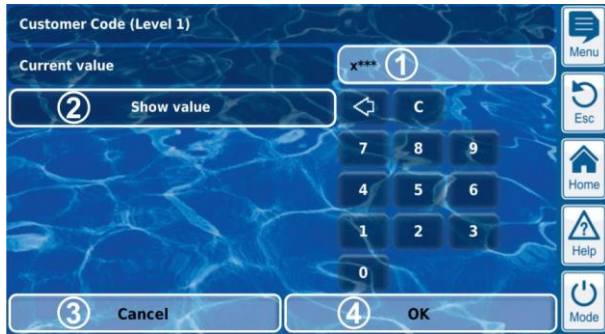 Customer Code (Level 1)
Menu
Current value
x*** 1
2 Show value
C
Esc
7 8 9
Home
4 5 6
1 2 3
Help
0
3 Cancel
4 OK
Mode